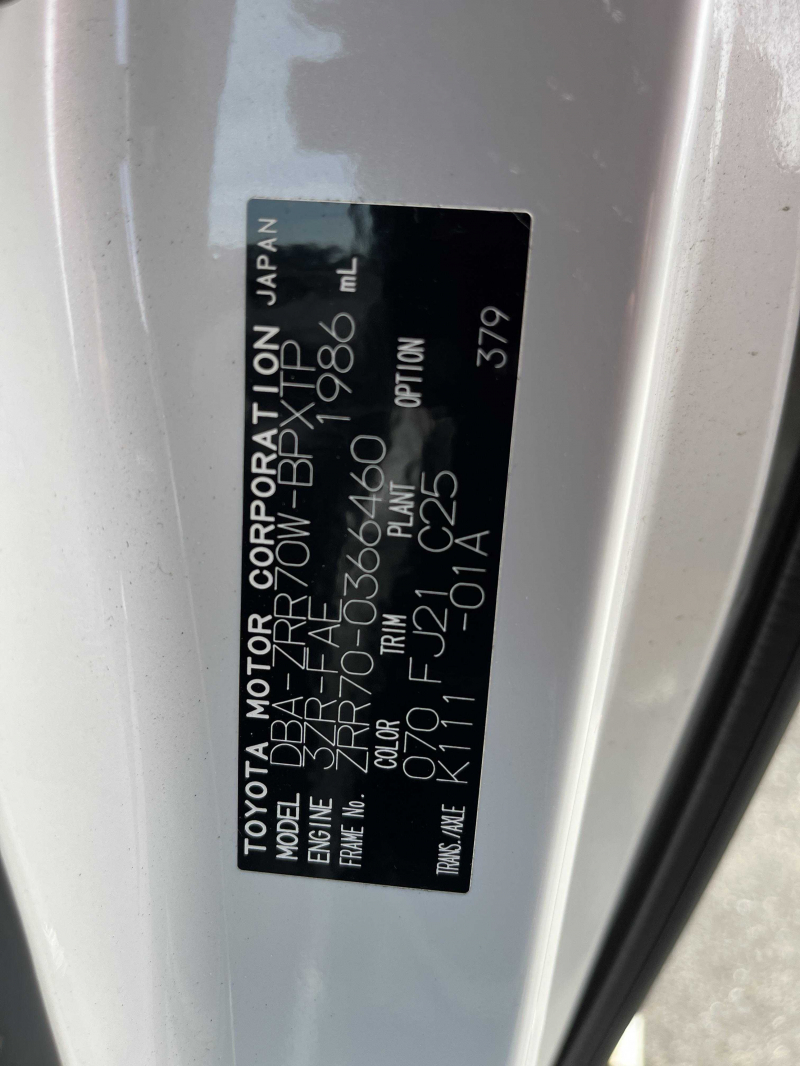 TOYOTA MOTOR CORPORATION JAPAN
MODEL DBA-ZRR70W-BPXTP
ENGINE 3ZR-FAE 1986 mL
FRAME No. ZRR70-0366460
COLOR TRIM PLANT OPTION
070 FJ21 C25
TRANS./AXLE K111 -01A 379